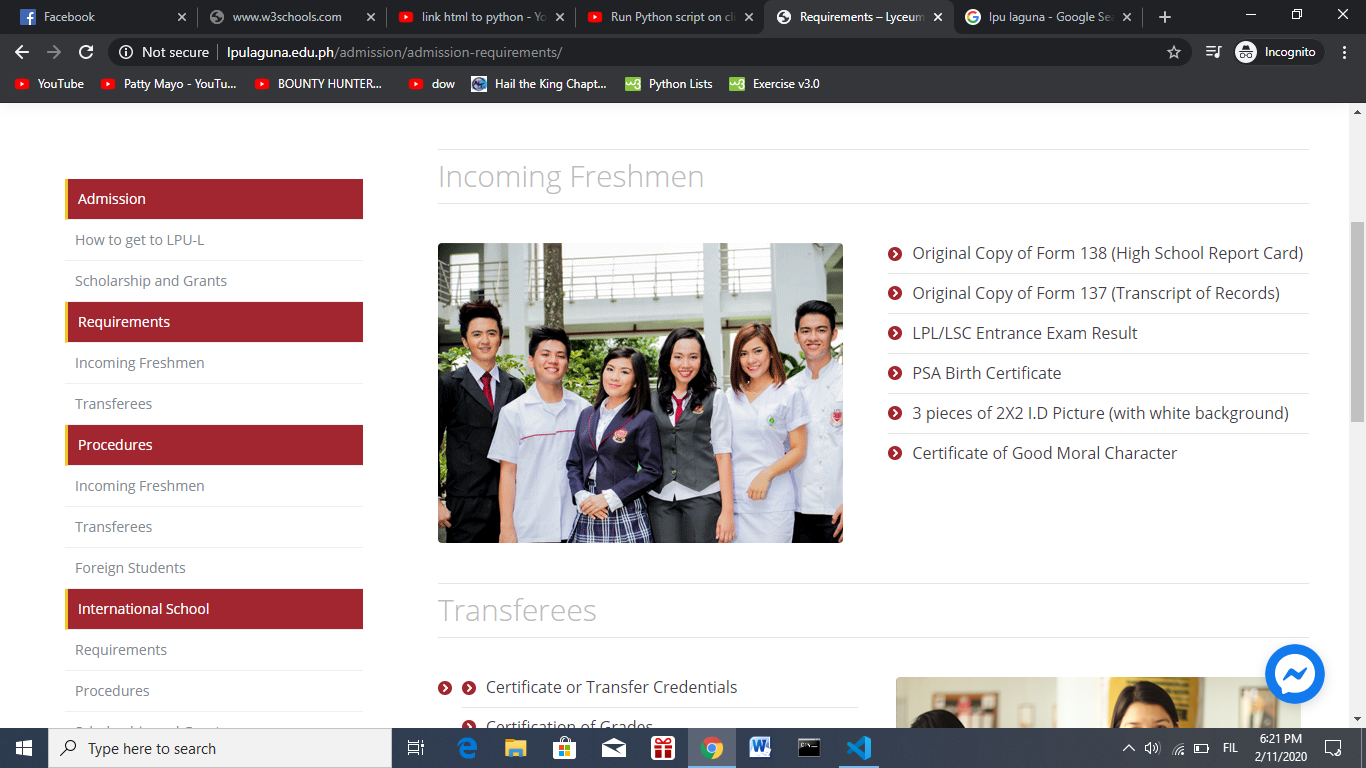 Facebook
www.w3schools.com
link html to python - Yo
Run Python script on cli
Requirements – Lyceum
lpu laguna - Google Sea
Not secure | lpulaguna.edu.ph/admission/admission-requirements/
Incognito
YouTube
Patty Mayo - YouTu...
BOUNTY HUNTER...
dow
Hail the King Chapt...
Python Lists
Exercise v3.0
Admission
How to get to LPU-L
Scholarship and Grants
Requirements
Incoming Freshmen
Transferees
Procedures
Incoming Freshmen
Transferees
Foreign Students
International School
Requirements
Procedures
Incoming Freshmen
Original Copy of Form 138 (High School Report Card)
Original Copy of Form 137 (Transcript of Records)
LPL/LSC Entrance Exam Result
PSA Birth Certificate
3 pieces of 2X2 I.D Picture (with white background)
Certificate of Good Moral Character
Transferees
Certificate or Transfer Credentials
Certification of Grades
Type here to search
FIL
6:21 PM
2/11/2020